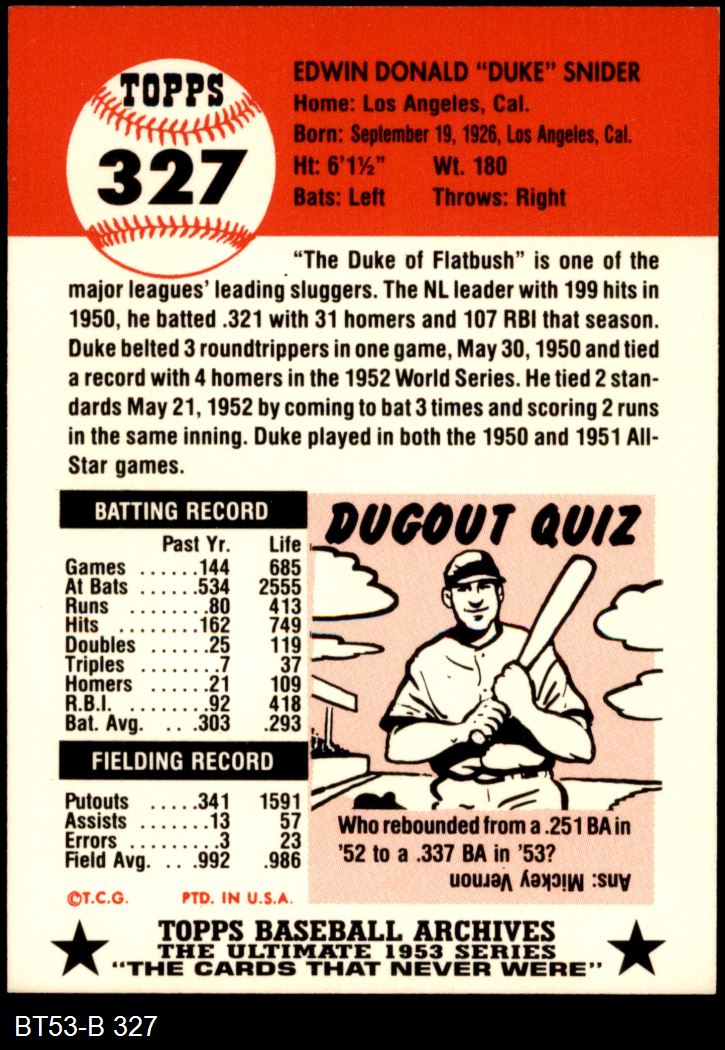 TOPPS
327
EDWIN DONALD "DUKE" SNIDER
Home: Los Angeles, Cal.
Born: September 19, 1926, Los Angeles, Cal.
Ht: 6'1½" Wt. 180
Bats: Left Throws: Right
"The Duke of Flatbush" is one of the
major leagues' leading sluggers. The NL leader with 199 hits in
1950, he batted .321 with 31 homers and 107 RBI that season.
Duke belted 3 roundtrippers in one game, May 30, 1950 and tied
a record with 4 homers in the 1952 World Series. He tied 2 stan-
dards May 21, 1952 by coming to bat 3 times and scoring 2 runs
in the same inning. Duke played in both the 1950 and 1951 All-
Star games.
BATTING RECORD
Past Yr. Life
Games ......144 685
At Bats .....534 2555
Runs .......80 413
Hits ........162 749
Doubles .....25 119
Triples ........7 37
Homers ......21 109
R.B.I. ........92 418
Bat. Avg. ...303 .293
FIELDING RECORD
Putouts .....341 1591
Assists ......13 57
Errors ........3 23
Field Avg. ...992 .986
©T.C.G. PTD. IN U.S.A.
DUGOUT QUIZ
Who rebounded from a .251 BA in
'52 to a .337 BA in '53?
Ans: Mickey Vernon
TOPPS BASEBALL ARCHIVES
THE ULTIMATE 1953 SERIES
"THE CARDS THAT NEVER WERE"
BT53-B 327